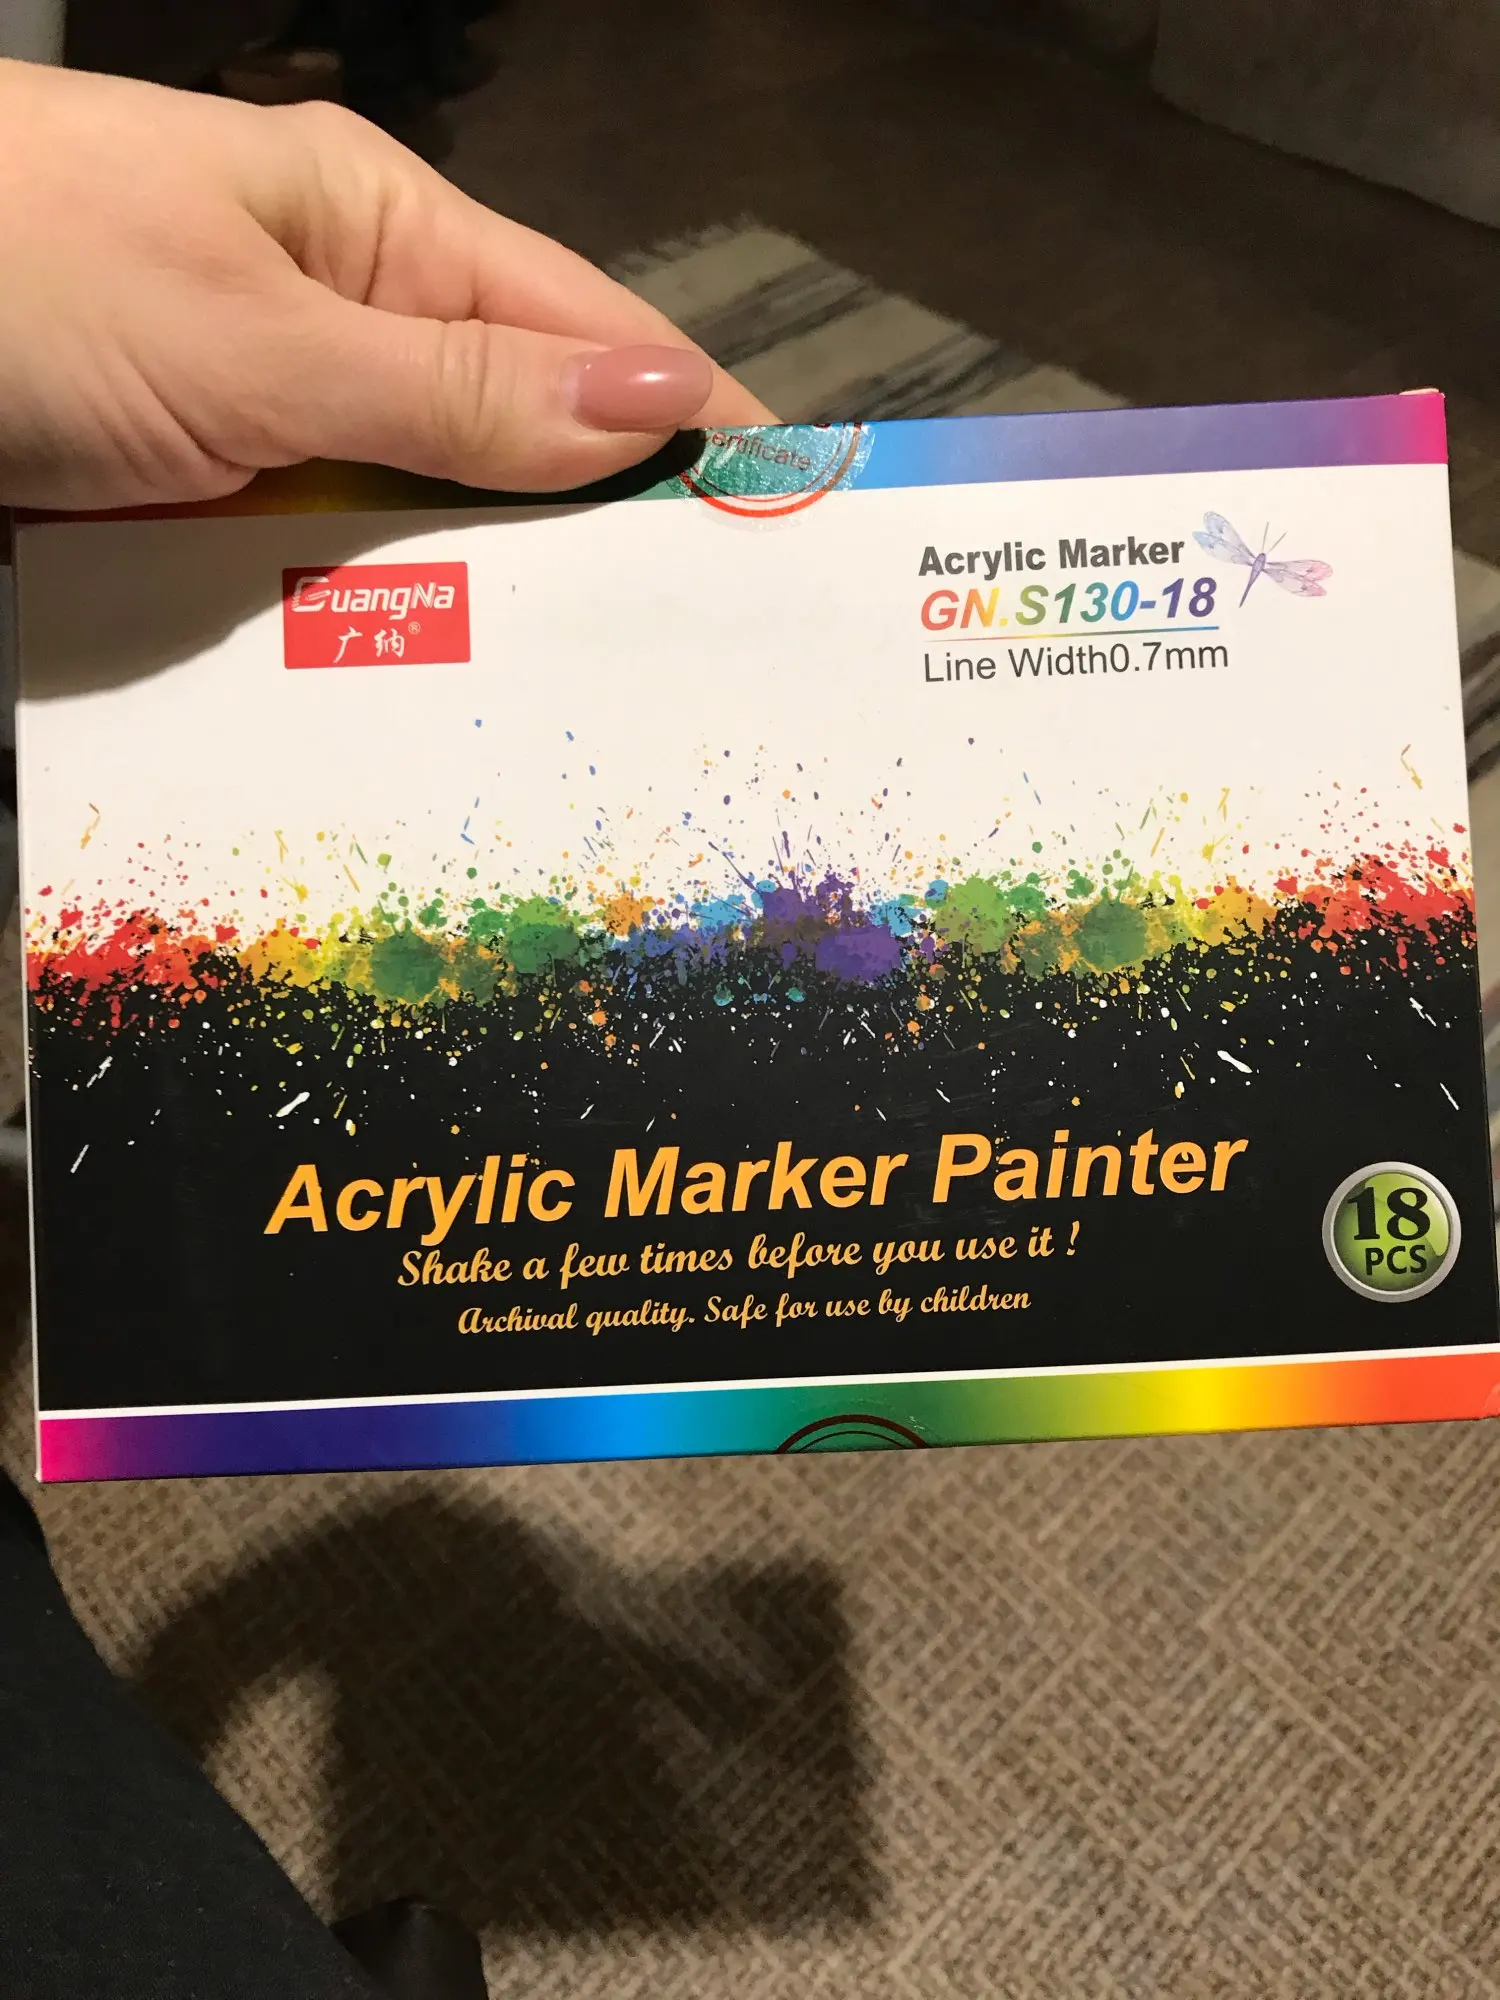 ertificate
GuangNa
广纳®
Acrylic Marker
GN.S130-18
Line Width0.7mm
Acrylic Marker Painter
Shake a few times before you use it !
Archival quality. Safe for use by children
18
PCS